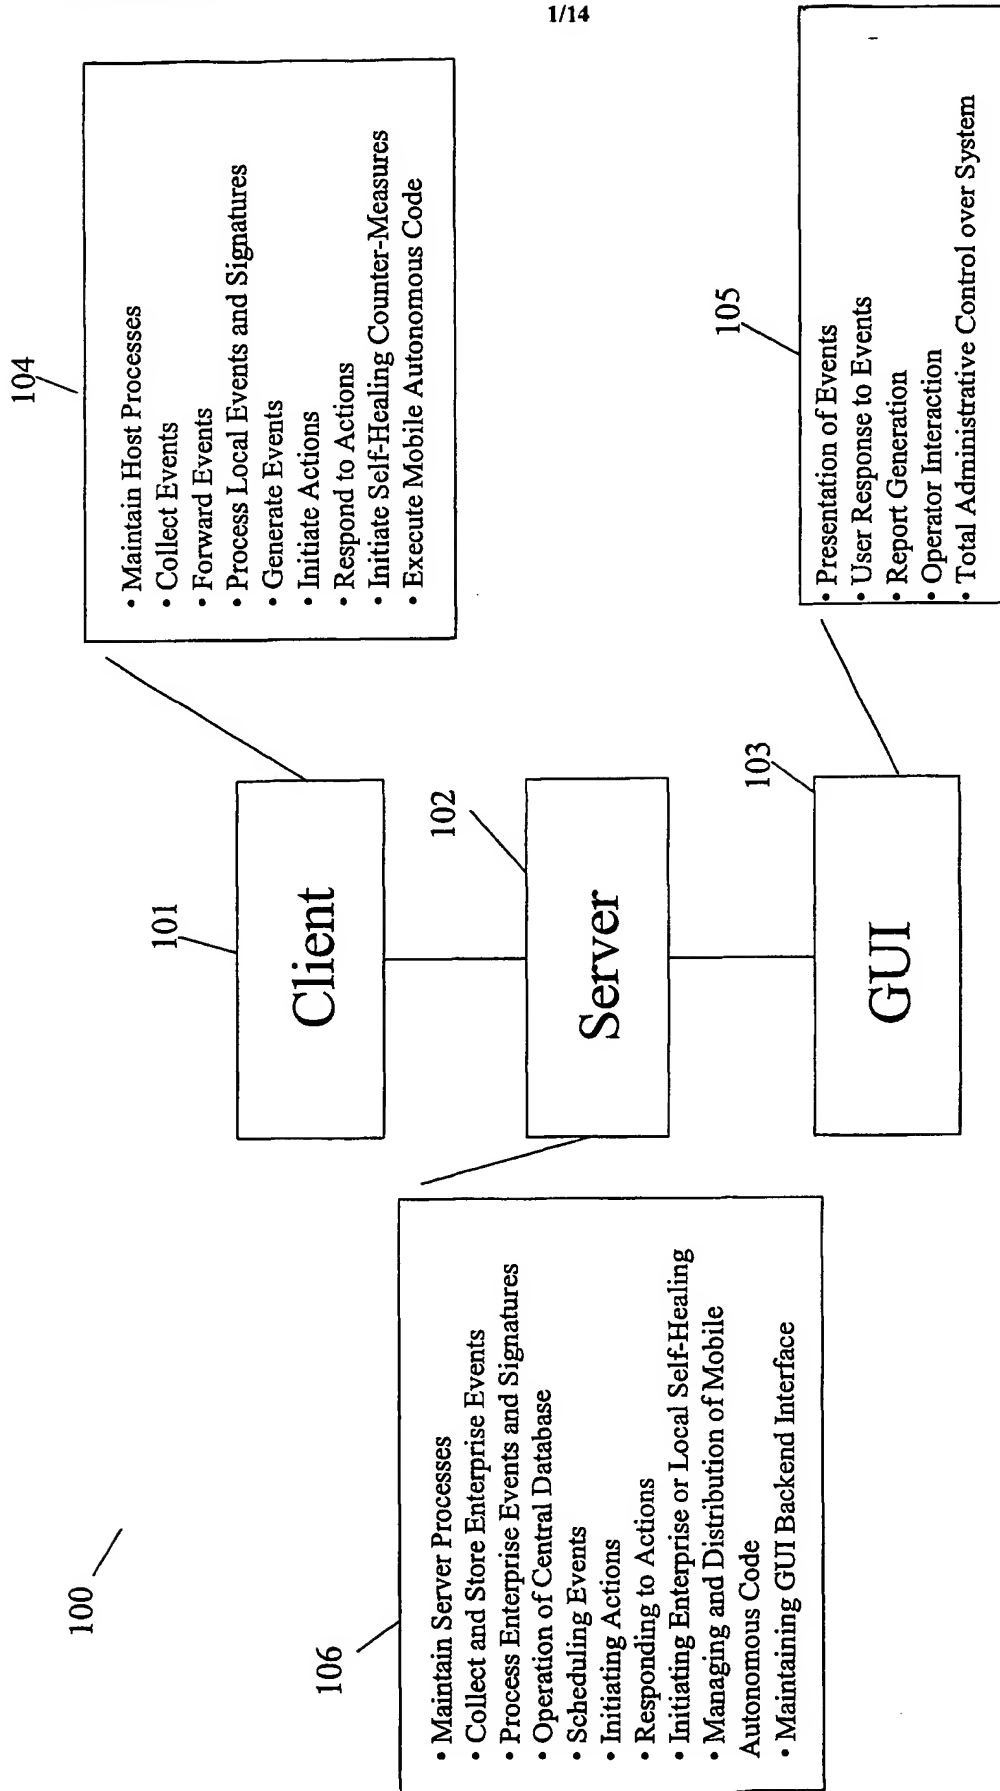 1/14
100
101
Client
102
Server
103
GUI
104
• Maintain Host Processes
• Collect Events
• Forward Events
• Process Local Events and Signatures
• Generate Events
• Initiate Actions
• Respond to Actions
• Initiate Self-Healing Counter-Measures
• Execute Mobile Autonomous Code
105
• Presentation of Events
• User Response to Events
• Report Generation
• Operator Interaction
• Total Administrative Control over System
106
• Maintain Server Processes
• Collect and Store Enterprise Events
• Process Enterprise Events and Signatures
• Operation of Central Database
• Scheduling Events
• Initiating Actions
• Responding to Actions
• Initiating Enterprise or Local Self-Healing
• Managing and Distribution of Mobile
Autonomous Code
• Maintaining GUI Backend Interface